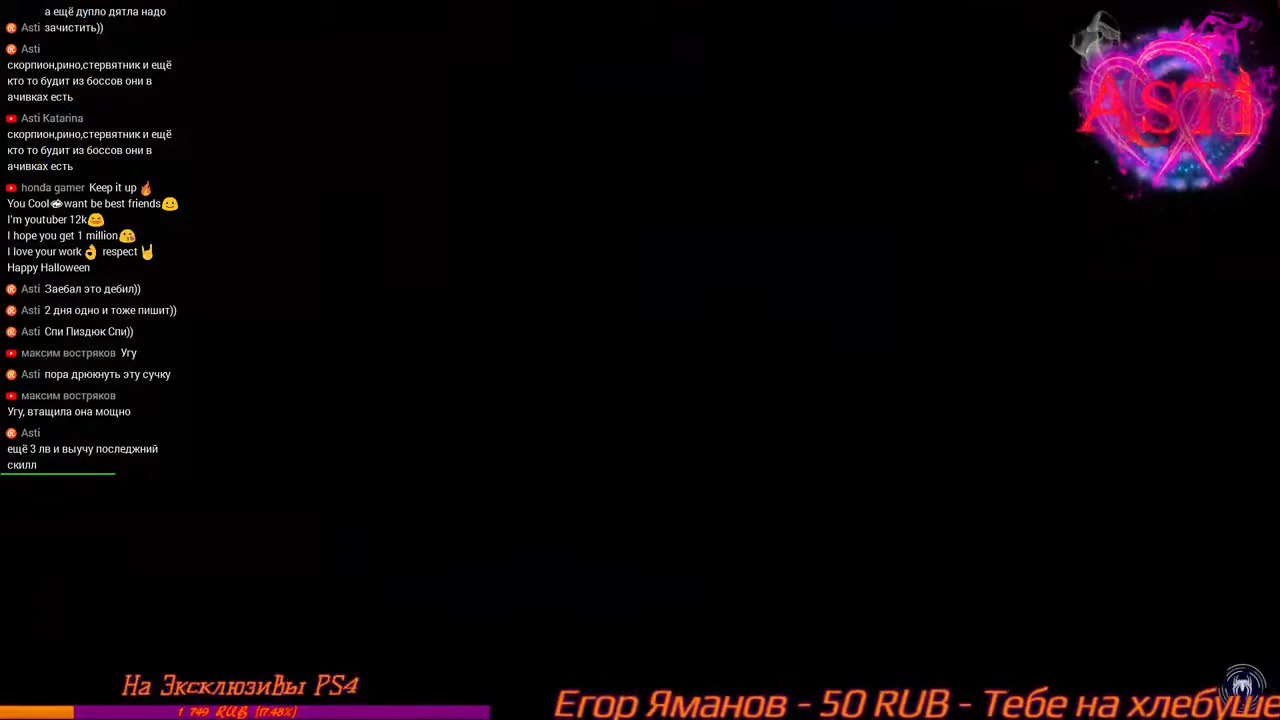 а ещё дупло дятла надо
Asti зачистить))
Asti
скорпион,рино,стервятник и ещё
кто то будит из боссов они в
ачивках есть
Asti Katarina
скорпион,рино,стервятник и ещё
кто то будит из боссов они в
ачивках есть
honda gamer Keep it up
You Cool want be best friends
I'm youtuber 12k
I hope you get 1 million
I love your work respect
Happy Halloween
Asti Заебал это дебил))
Asti 2 дня одно и тоже пишит))
Asti Спи Пиздюк Спи))
максим востряков Угу
Asti пора дрюкнуть эту сучку
максим востряков
Угу, втащила она мощно
Asti
ещё 3 лв и выучу последжний
скилл
ASTI
На ЭксклюзиВы PS4
1 749 RUB (17.48%)
Егор Яманов - 50 RUB - Тебе на хлебуше